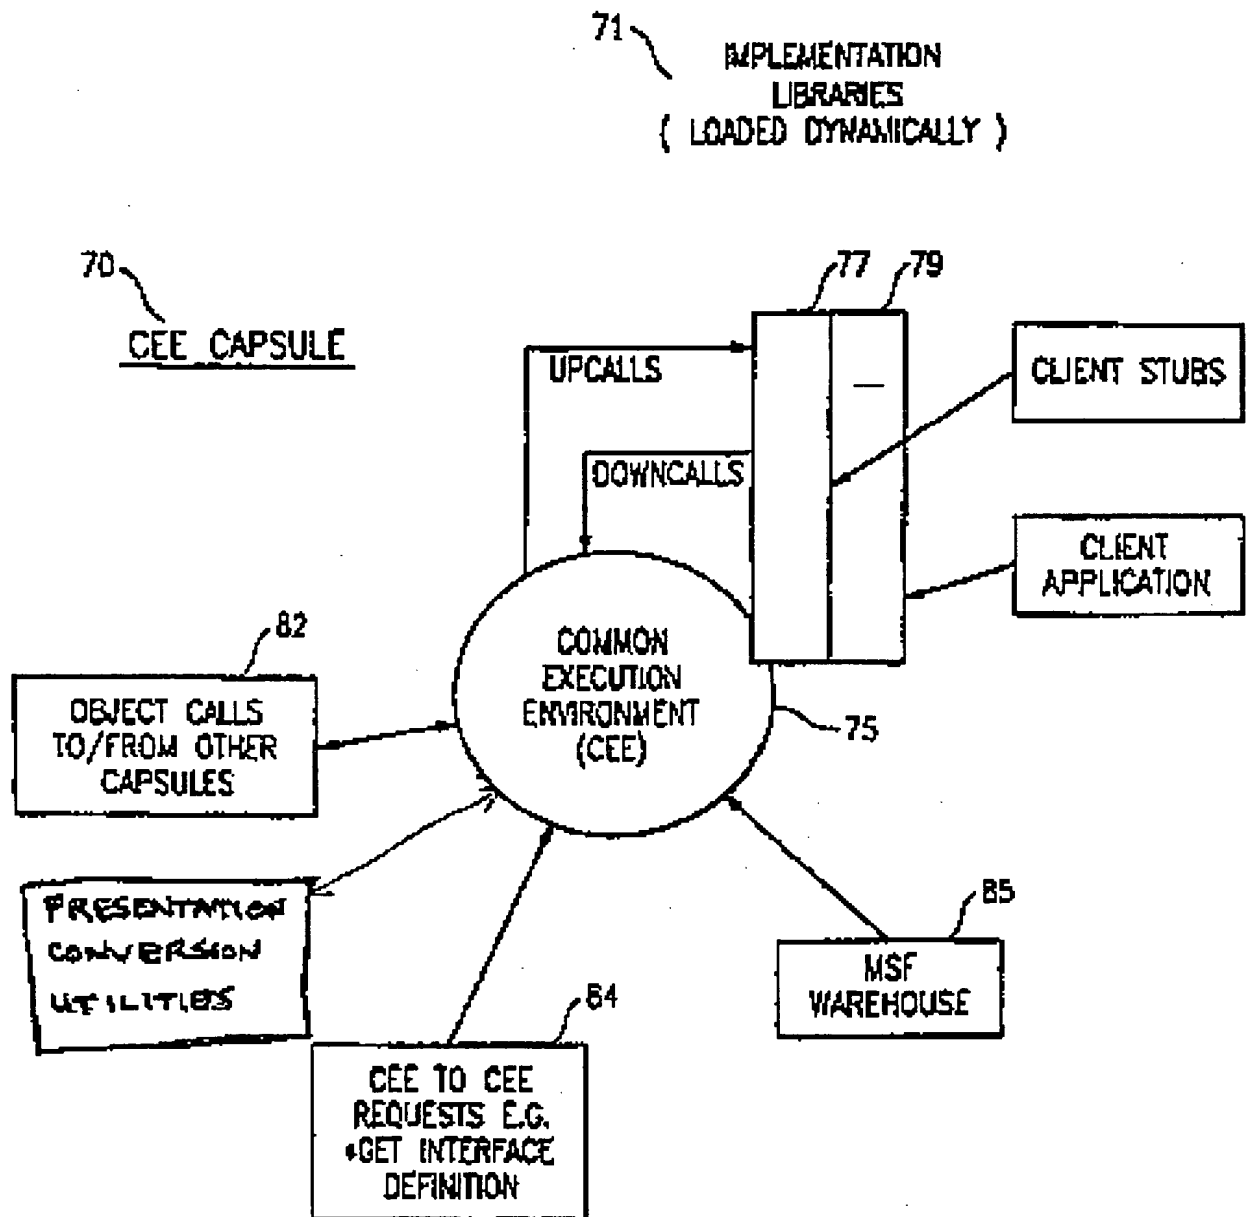 71
IMPLEMENTATION
LIBRARIES
( LOADED DYNAMICALLY )
70
CEE CAPSULE
77
79
UPCALLS
CLIENT STUBS
DOWNCALLS
CLIENT
APPLICATION
82
OBJECT CALLS
TO/FROM OTHER
CAPSULES
COMMON
EXECUTION
ENVIRONMENT
(CEE)
75
PRESENTATION
CONVERSION
UTILITIES
85
MSF
WAREHOUSE
84
CEE TO CEE
REQUESTS E.G.
•GET INTERFACE
DEFINITION